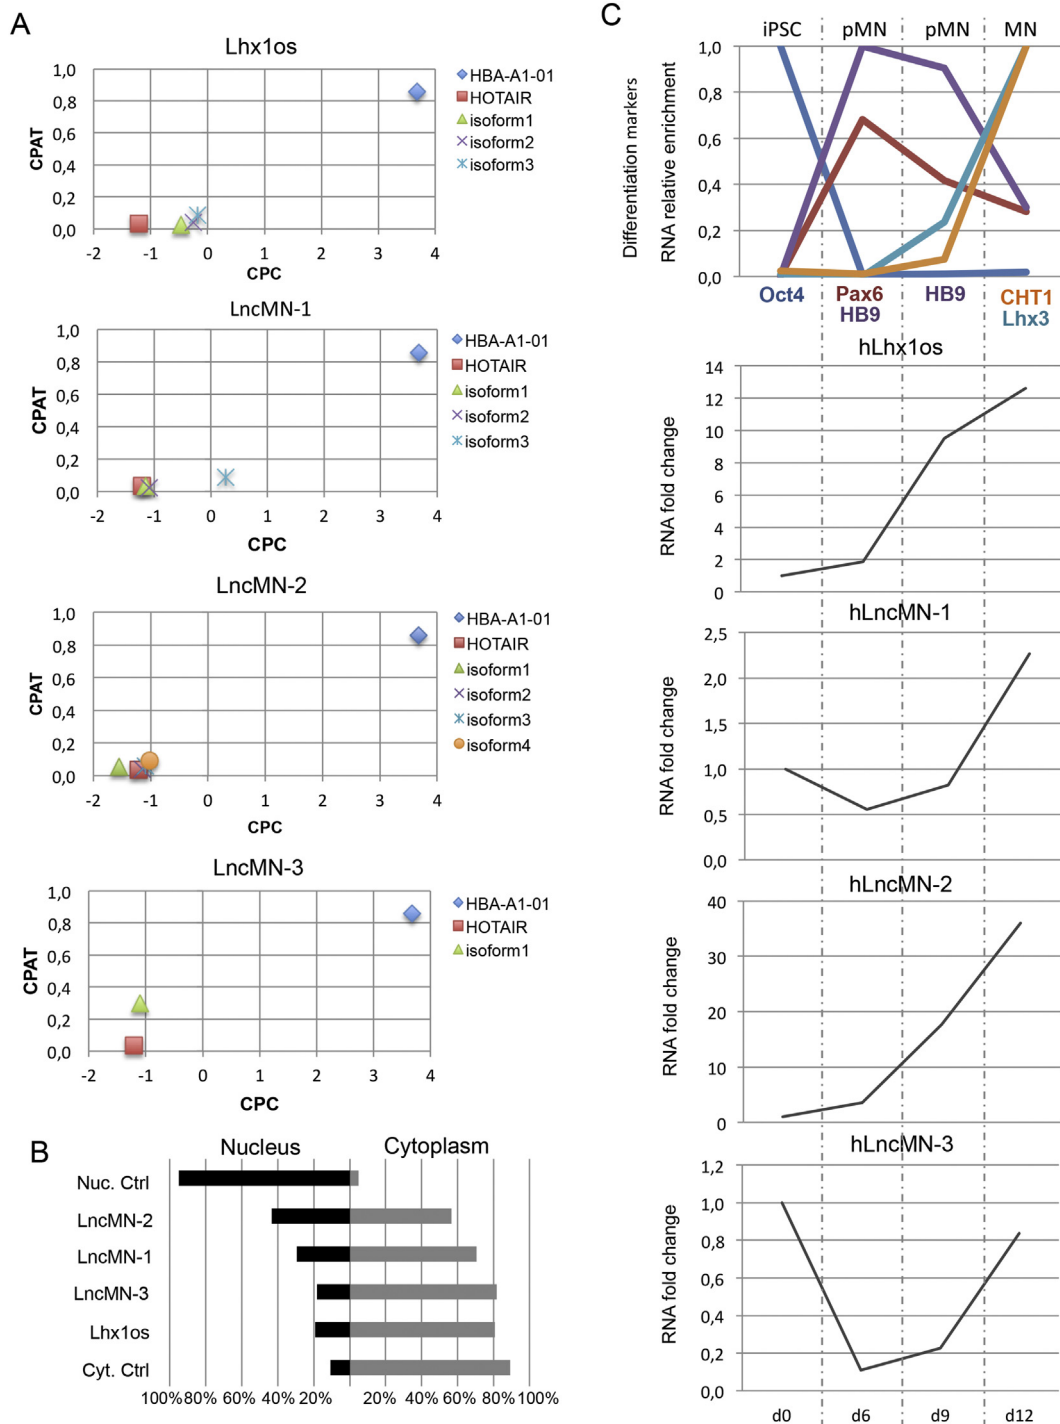 A
Lhx1os
1,0
0,8
0,6
0,4
0,2
0,0
CPAT
-2 -1 0 1 2 3 4
CPC
HBA-A1-01
HOTAIR
isoform1
isoform2
isoform3
LncMN-1
1,0
0,8
0,6
0,4
0,2
0,0
CPAT
-2 -1 0 1 2 3 4
CPC
HBA-A1-01
HOTAIR
isoform1
isoform2
isoform3
LncMN-2
1,0
0,8
0,6
0,4
0,2
0,0
CPAT
-2 -1 0 1 2 3 4
CPC
HBA-A1-01
HOTAIR
isoform1
isoform2
isoform3
isoform4
LncMN-3
1,0
0,8
0,6
0,4
0,2
0,0
CPAT
-2 -1 0 1 2 3 4
CPC
HBA-A1-01
HOTAIR
isoform1
B
Nucleus Cytoplasm
Nuc. Ctrl
LncMN-2
LncMN-1
LncMN-3
Lhx1os
Cyt. Ctrl
100% 80% 60% 40% 20% 20% 40% 60% 80% 100%
C
iPSC pMN pMN MN
Differentiation markers
RNA relative enrichment
1,0
0,8
0,6
0,4
0,2
0,0
Oct4 Pax6 HB9 CHT1
HB9 Lhx3
hLhx1os
RNA fold change
14
12
10
8
6
4
2
0
hLncMN-1
RNA fold change
2,5
2,0
1,5
1,0
0,5
0,0
hLncMN-2
RNA fold change
40
30
20
10
0
hLncMN-3
RNA fold change
1,2
1,0
0,8
0,6
0,4
0,2
0,0
d0 d6 d9 d12